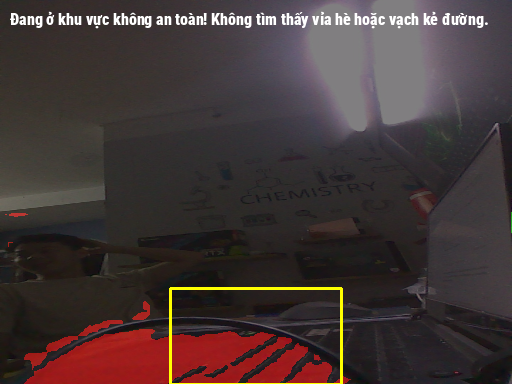 Đang ở khu vực không an toàn! Không tìm thấy vỉa hè hoặc vạch kẻ đường.
CHEMISTRY